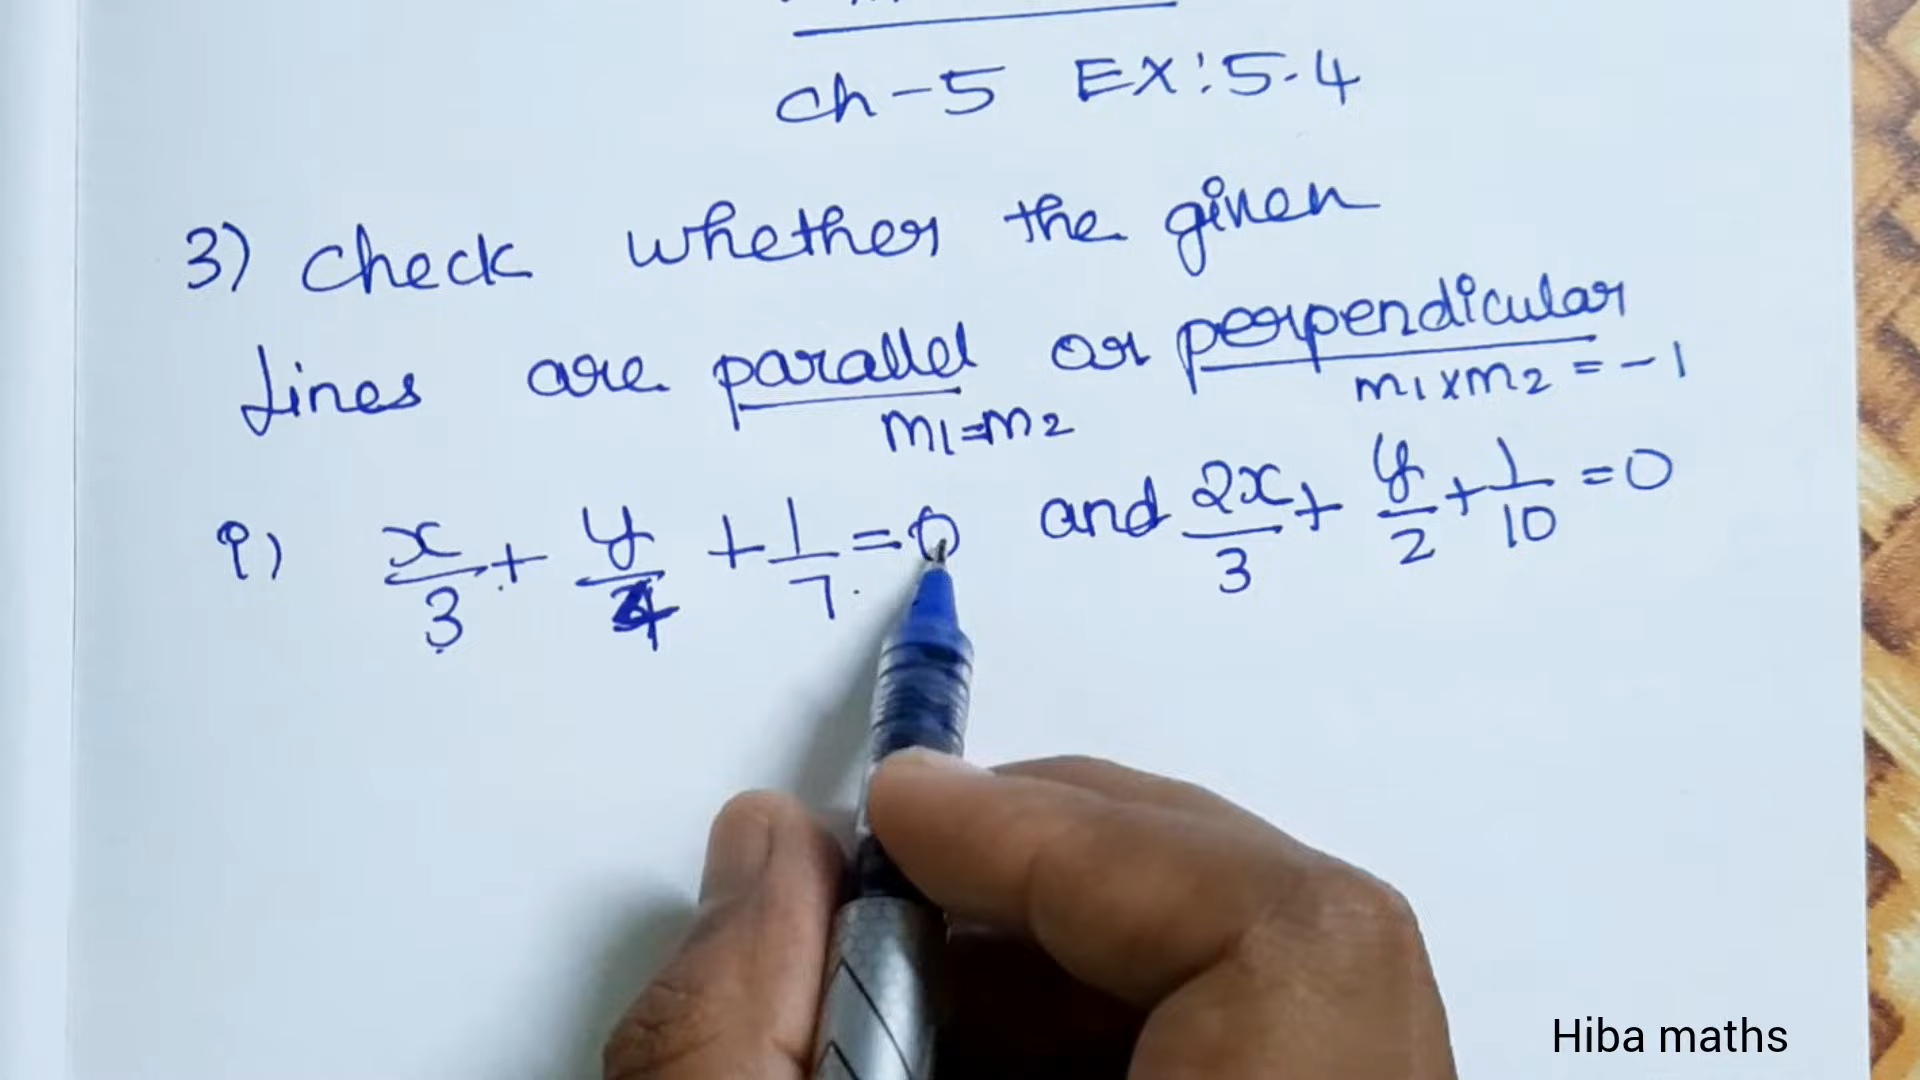 ch-5 EX: 5.4
3) check whether the given
lines are parallel or perpendicular
m1=m2 m1xm2 = -1
i) x/3 + y/4 + 1/7 = 0 and 2x/3 + y/2 + 1/10 = 0
Hiba maths